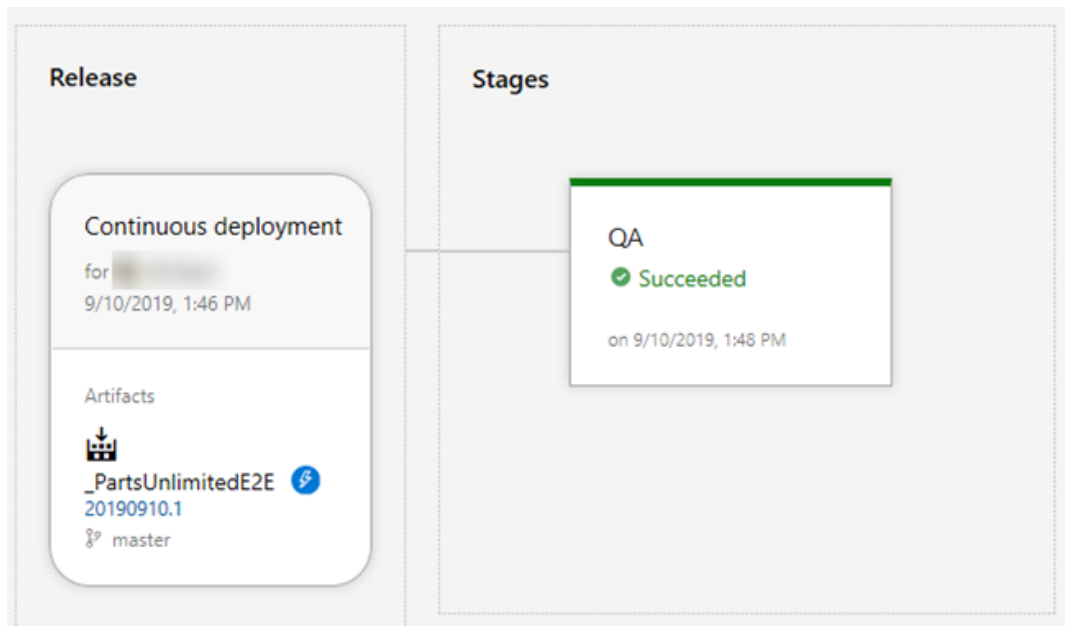 Release
Continuous deployment
for
9/10/2019, 1:46 PM
Artifacts
_PartsUnlimitedE2E
20190910.1
master
Stages
QA
Succeeded
on 9/10/2019, 1:48 PM